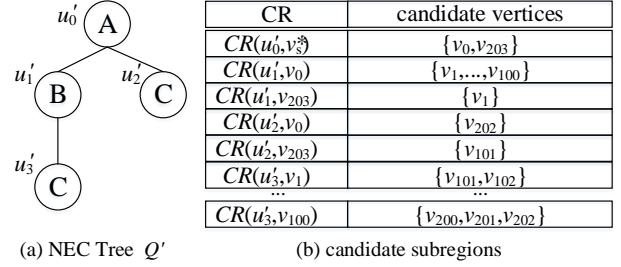 u′₀ A
u′₁ B u′₂ C
u′₃ C
(a) NEC Tree Q′
CR candidate vertices
CR(u′₀,v*ₛ) {v₀,v₂₀₃}
CR(u′₁,v₀) {v₁,...,v₁₀₀}
CR(u′₁,v₂₀₃) {v₁}
CR(u′₂,v₀) {v₂₀₂}
CR(u′₂,v₂₀₃) {v₁₀₁}
CR(u′₃,v₁) {v₁₀₁,v₁₀₂}
... ...
CR(u′₃,v₁₀₀) {v₂₀₀,v₂₀₁,v₂₀₂}
(b) candidate subregions